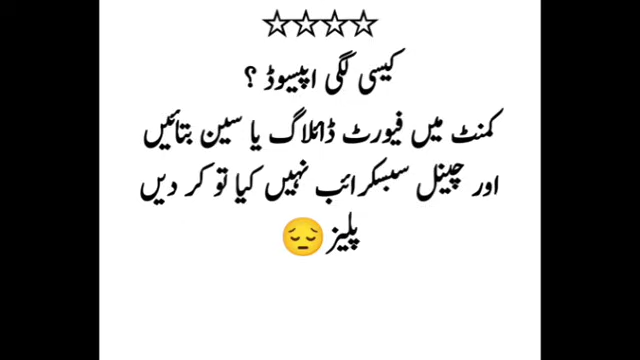 ☆☆☆☆
کیسی لگی اپیسوڈ ؟
کمنٹ میں فیورٹ ڈائلاگ یا سین بتائیں
اور چینل سبسکرائب نہیں کیا تو کر دیں
پلیز😔